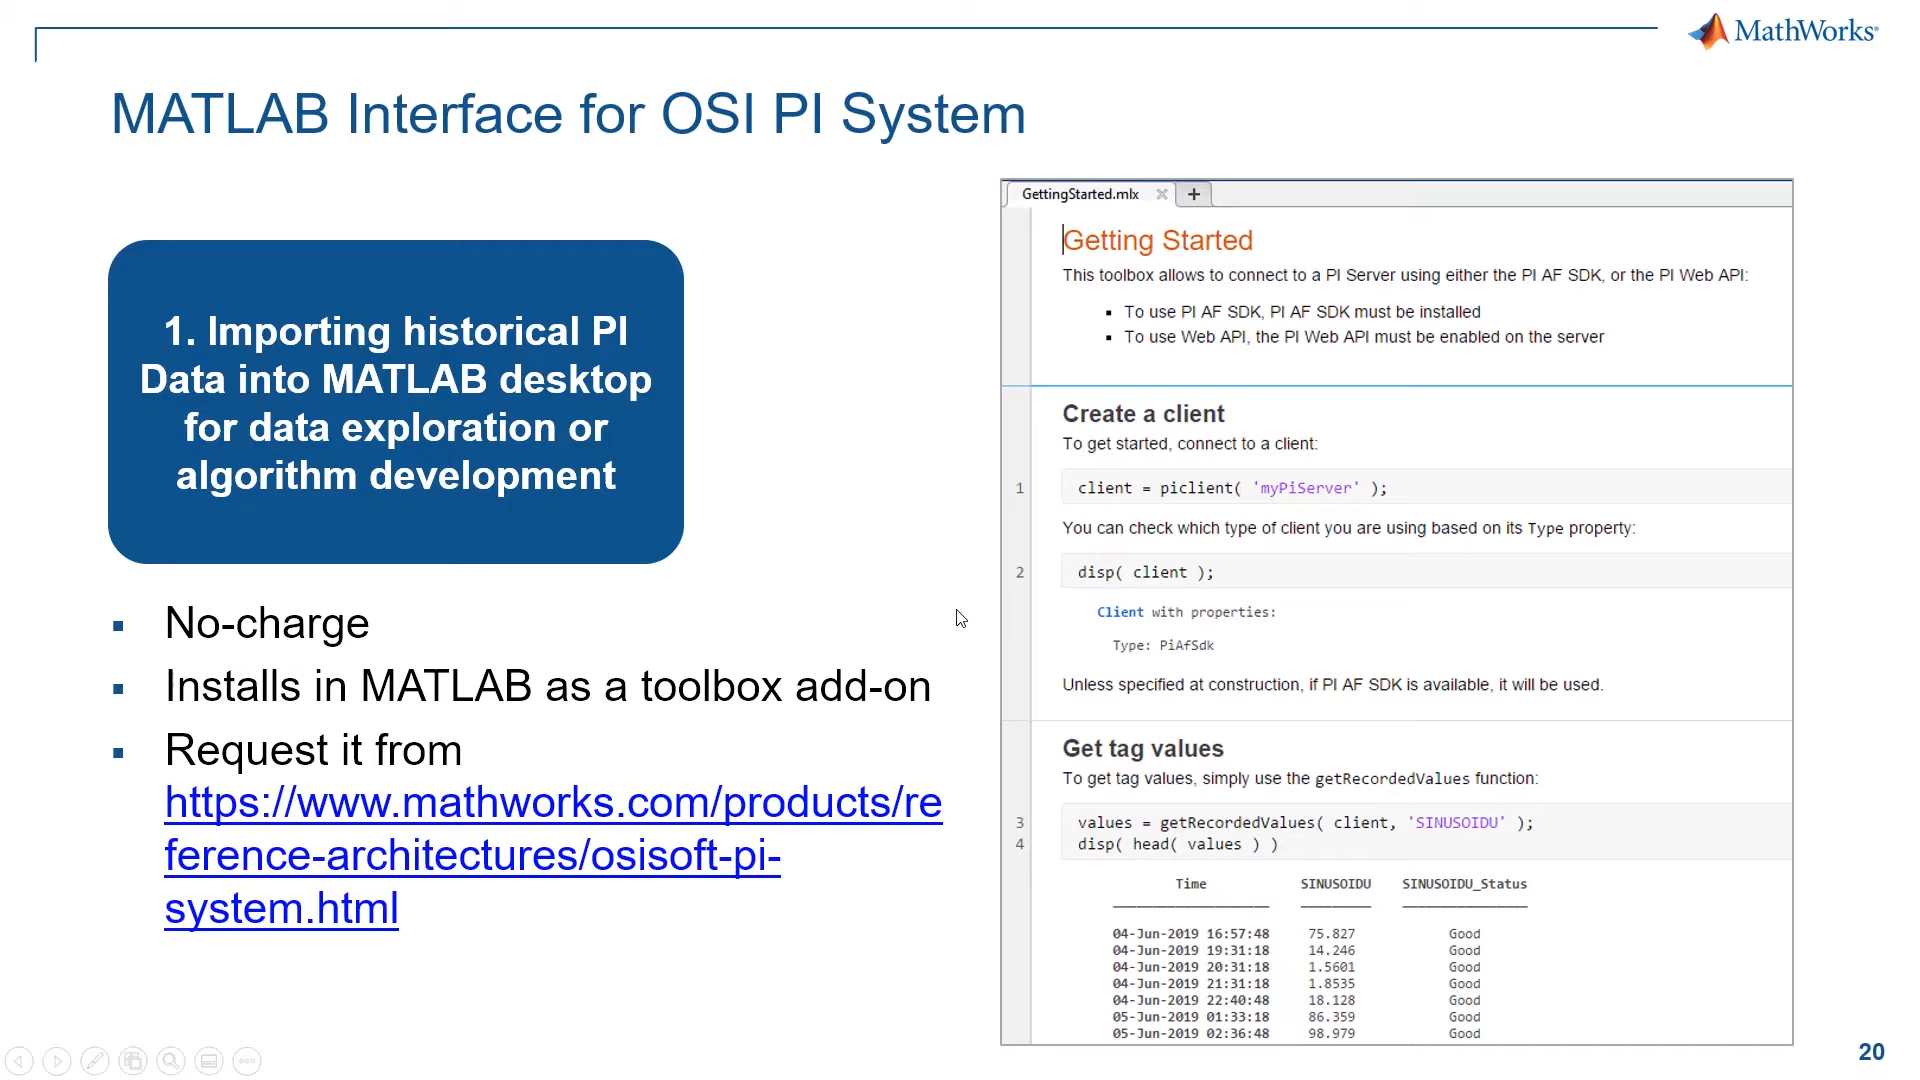 MathWorks®
MATLAB Interface for OSI PI System
1. Importing historical PI
Data into MATLAB desktop
for data exploration or
algorithm development
▪ No-charge
▪ Installs in MATLAB as a toolbox add-on
▪ Request it from
https://www.mathworks.com/products/re
ference-architectures/osisoft-pi-
system.html
GettingStarted.mlx
Getting Started
This toolbox allows to connect to a PI Server using either the PI AF SDK, or the PI Web API:
▪ To use PI AF SDK, PI AF SDK must be installed
▪ To use Web API, the PI Web API must be enabled on the server
Create a client
To get started, connect to a client:
1 client = piclient( 'myPiServer' );
You can check which type of client you are using based on its Type property:
2 disp( client );
Client with properties:
Type: PiAfSdk
Unless specified at construction, if PI AF SDK is available, it will be used.
Get tag values
To get tag values, simply use the getRecordedValues function:
3 values = getRecordedValues( client, 'SINUSOIDU' );
4 disp( head( values ) )
Time SINUSOIDU SINUSOIDU_Status
04-Jun-2019 16:57:48 75.827 Good
04-Jun-2019 19:31:18 14.246 Good
04-Jun-2019 20:31:18 1.5601 Good
04-Jun-2019 21:31:18 1.8535 Good
04-Jun-2019 22:40:48 18.128 Good
05-Jun-2019 01:33:18 86.359 Good
05-Jun-2019 02:36:48 98.979 Good
20